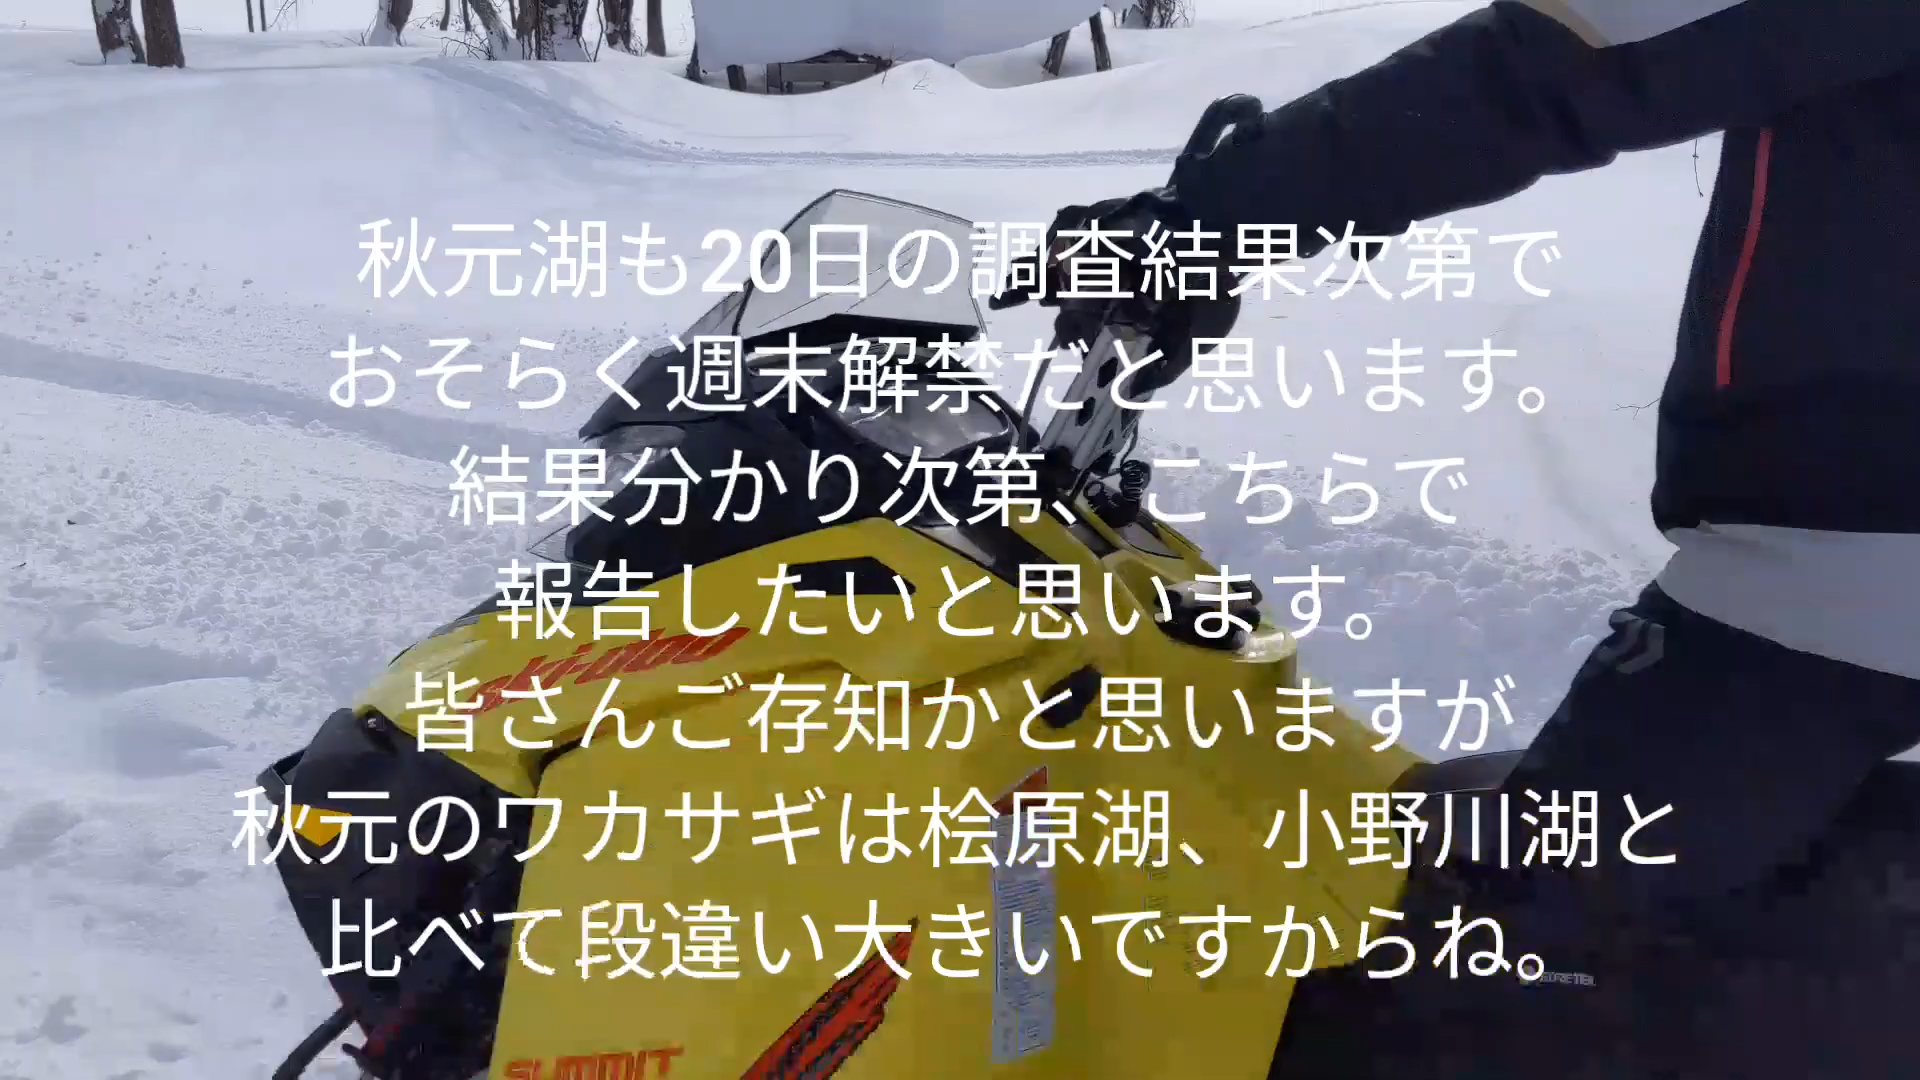 秋元湖も20日の調査結果次第で
おそらく週末解禁だと思います。
結果分かり次第、こちらで
報告したいと思います。
ski-doo
皆さんご存知かと思いますが
秋元のワカサギは桧原湖、小野川湖と
比べて段違い大きいですからね。
SUMMIT